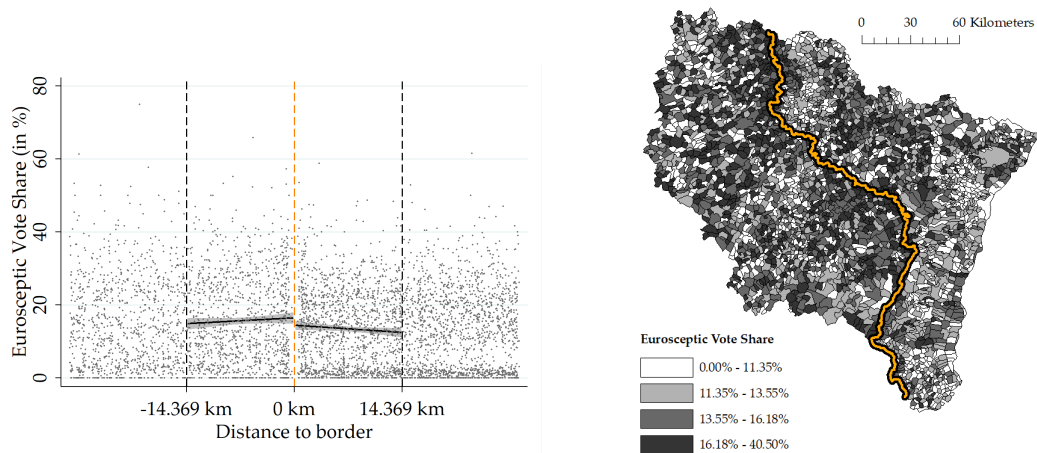 Eurosceptic Vote Share (in %)
80
60
40
20
0
-14.369 km
0 km
14.369 km
Distance to border
0 30 60 Kilometers
Eurosceptic Vote Share
0.00% - 11.35%
11.35% - 13.55%
13.55% - 16.18%
16.18% - 40.50%